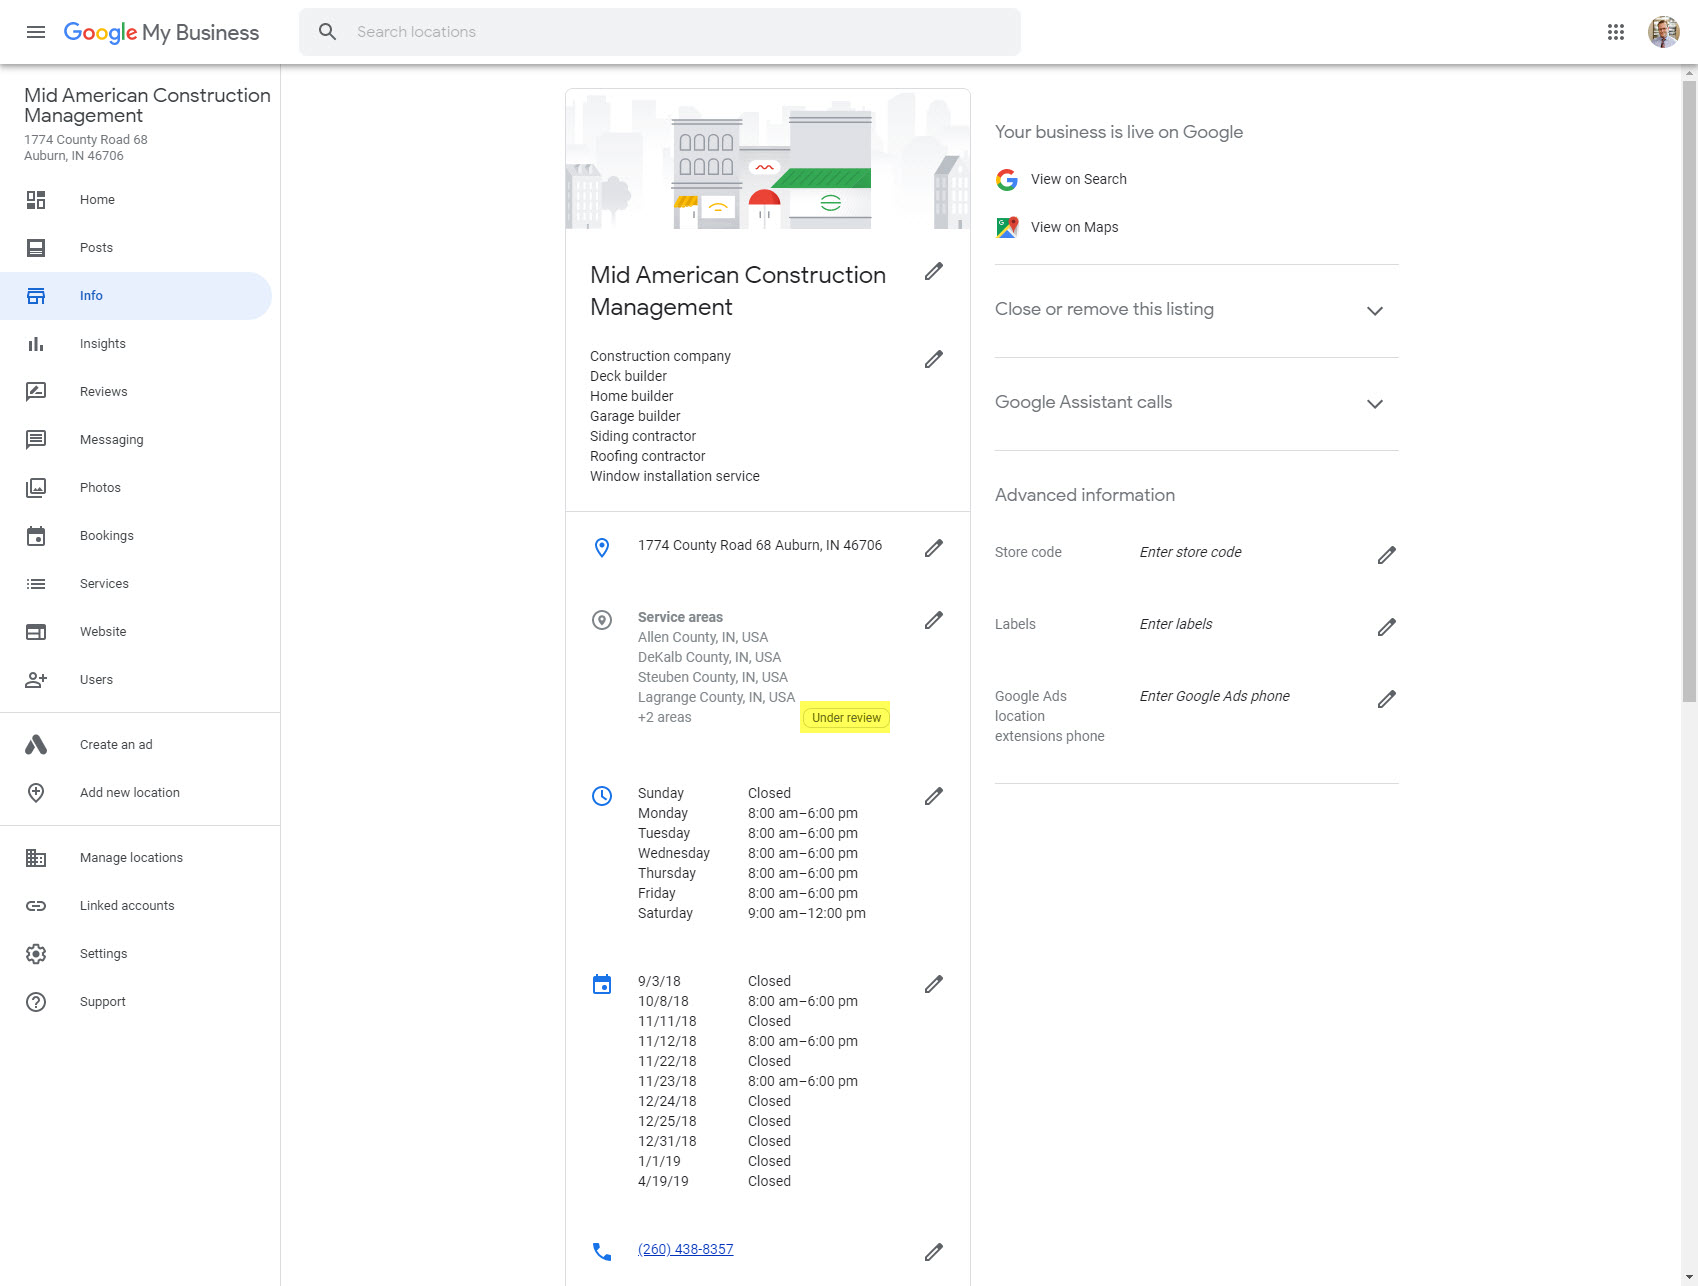 Google My Business
Search locations
Mid American Construction
Management
1774 County Road 68
Auburn, IN 46706
Home
Posts
Info
Insights
Reviews
Messaging
Photos
Bookings
Services
Website
Users
Create an ad
Add new location
Manage locations
Linked accounts
Settings
Support
Mid American Construction
Management
Construction company
Deck builder
Home builder
Garage builder
Siding contractor
Roofing contractor
Window installation service
1774 County Road 68 Auburn, IN 46706
Service areas
Allen County, IN, USA
DeKalb County, IN, USA
Steuben County, IN, USA
Lagrange County, IN, USA
+2 areas
Under review
Sunday Closed
Monday 8:00 am–6:00 pm
Tuesday 8:00 am–6:00 pm
Wednesday 8:00 am–6:00 pm
Thursday 8:00 am–6:00 pm
Friday 8:00 am–6:00 pm
Saturday 9:00 am–12:00 pm
9/3/18 Closed
10/8/18 8:00 am–6:00 pm
11/11/18 Closed
11/12/18 8:00 am–6:00 pm
11/22/18 Closed
11/23/18 8:00 am–6:00 pm
12/24/18 Closed
12/25/18 Closed
12/31/18 Closed
1/1/19 Closed
4/19/19 Closed
(260) 438-8357
Your business is live on Google
View on Search
View on Maps
Close or remove this listing
Google Assistant calls
Advanced information
Store code Enter store code
Labels Enter labels
Google Ads Enter Google Ads phone
location
extensions phone